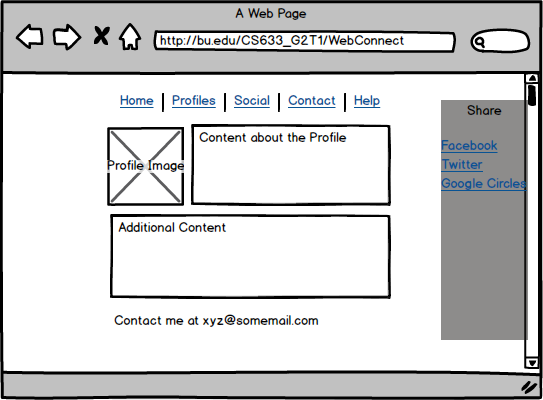 A Web Page
http://bu.edu/CS633_G2T1/WebConnect
Home | Profiles | Social | Contact | Help
Profile Image
Content about the Profile
Additional Content
Contact me at xyz@somemail.com
Share
Facebook
Twitter
Google Circles